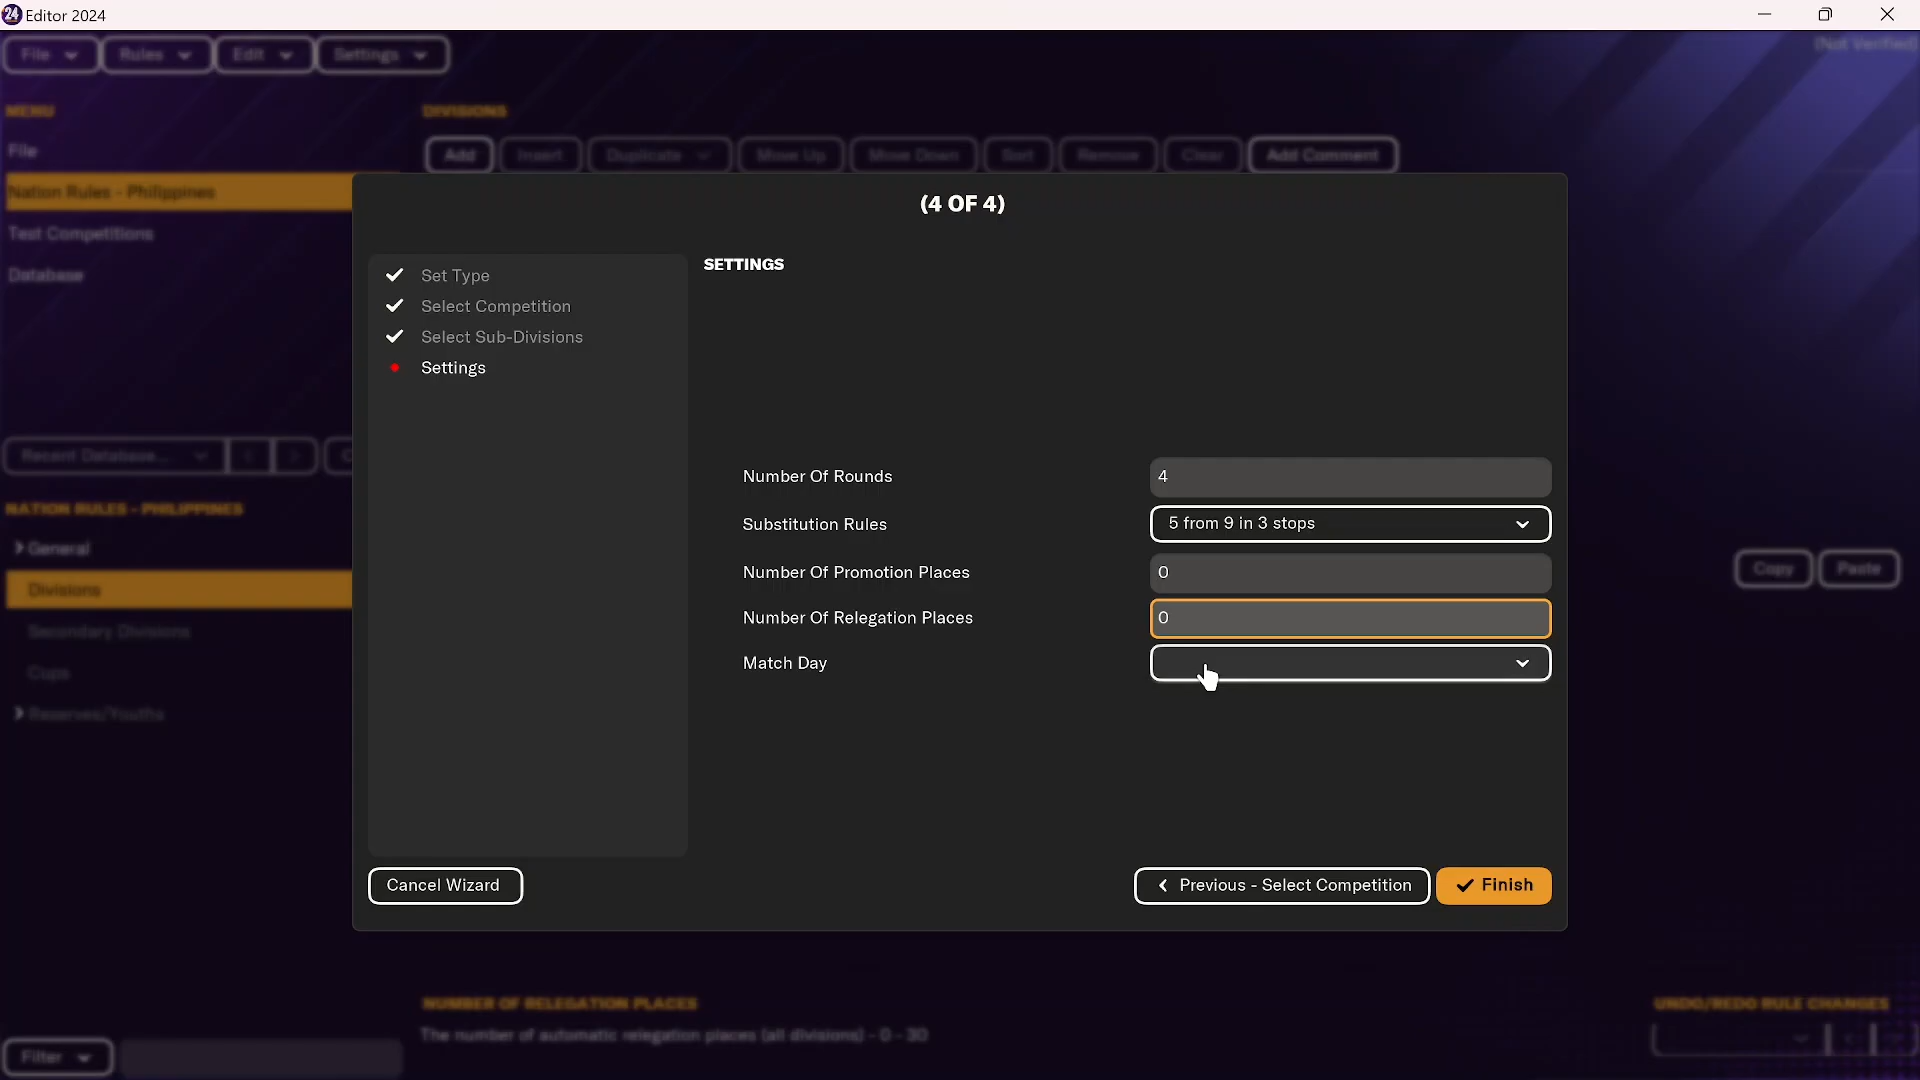 24 Editor 2024
File Rules Edit Settings
(Not Verified)
MENU
DIVISIONS
File
Add Insert Duplicate Move Up Move Down Sort Remove Clear Add Comment
Nation Rules - Philippines
(4 OF 4)
Test Competitions
Database
Set Type
Select Competition
Select Sub-Divisions
Settings
SETTINGS
Recent Database...
Number Of Rounds 4
NATION RULES - PHILIPPINES
Substitution Rules 5 from 9 in 3 stops
General
Number Of Promotion Places 0
Copy Paste
Divisions
Number Of Relegation Places 0
Secondary Divisions
Match Day
Cups
Reserves/Youths
Cancel Wizard Previous - Select Competition Finish
NUMBER OF RELEGATION PLACES
UNDO/REDO RULE CHANGES
The number of automatic relegation places (all divisions) - 0 - 30
Filter